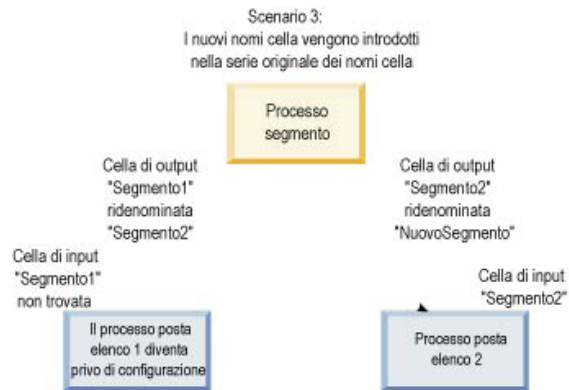 Scenario 3:
I nuovi nomi cella vengono introdotti
nella serie originale dei nomi cella
Processo
segmento
Cella di output
"Segmento1"
ridenominata
"Segmento2"
Cella di output
"Segmento2"
ridenominata
"NuovoSegmento"
Cella di input
"Segmento1"
non trovata
Cella di input
"Segmento2"
Il processo posta
elenco 1 diventa
privo di configurazione
Processo posta
elenco 2